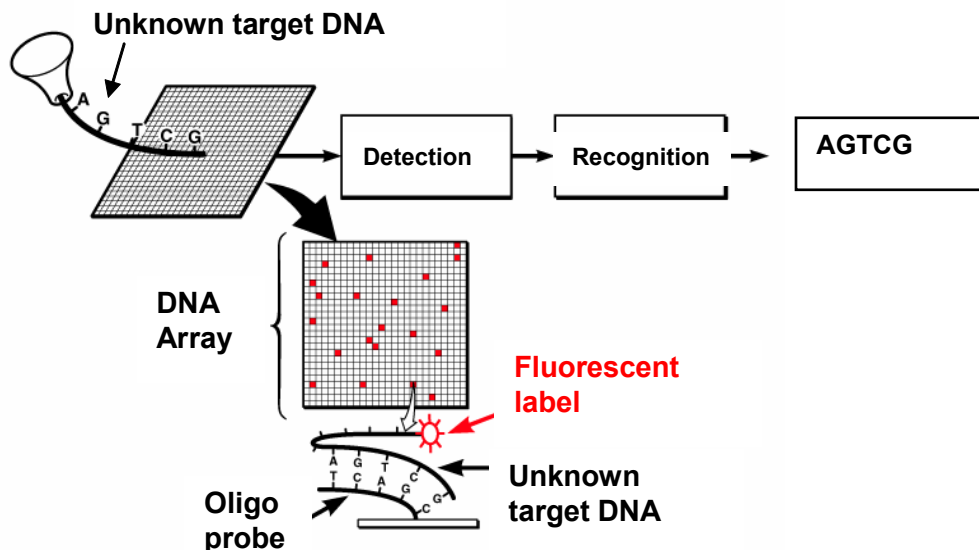 Unknown target DNA
C A G T C G
Detection
Recognition
AGTCG
DNA
Array
Fluorescent
label
A G T C G
T C A G C
Unknown
target DNA
Oligo
probe